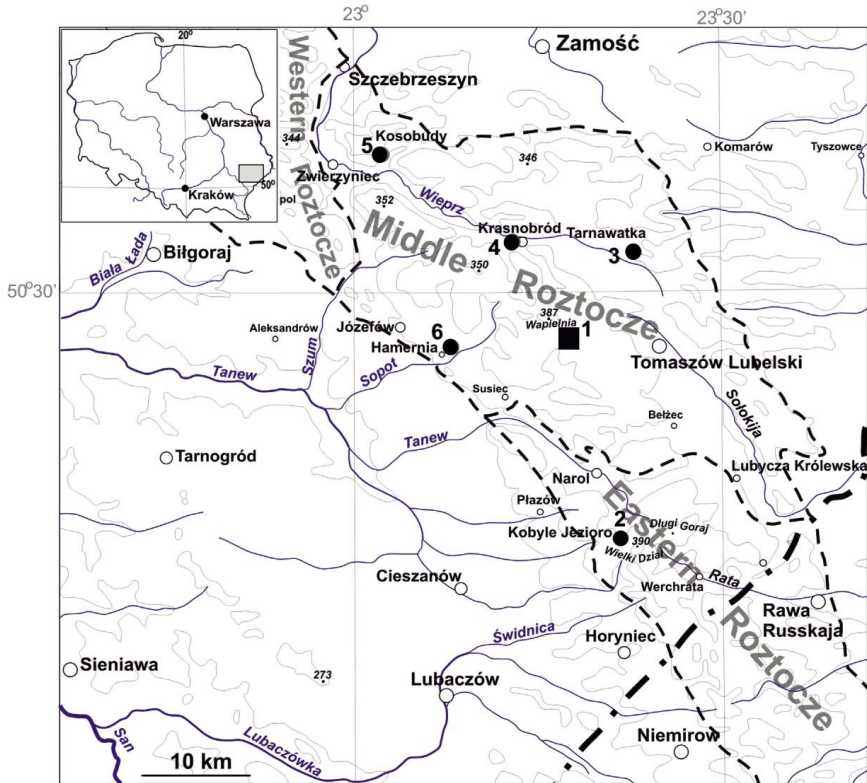 23°
23°30'
20°
Warszawa
50°
Kraków
pol
Western
Roztocze
344
Szczebrzeszyn
Zamość
5
Kosobudy
Zwierzyniec
346
Komarów
Tyszowce
352
Wieprz
Middle
Roztocze
Krasnobród
4
Tarnawatka
3
Biłgoraj
Biała Łada
50°30'
350
387
Wapielnia
1
Aleksandrów
Józefów
6
Hamernia
Szum
Sopot
Tanew
Tomaszów Lubelski
Susiec
Bełżec
Sołokija
Tanew
Tarnogród
Narol
Lubycza Królewska
Eastern
Roztocze
Płazów
2
Długi Goraj
Kobyle Jezioro
390
Wielki Dział
Cieszanów
Rata
Werchrata
Rawa
Russkaja
Świdnica
Horyniec
Sieniawa
273
Lubaczów
Niemirow
San
Lubaczówka
10 km